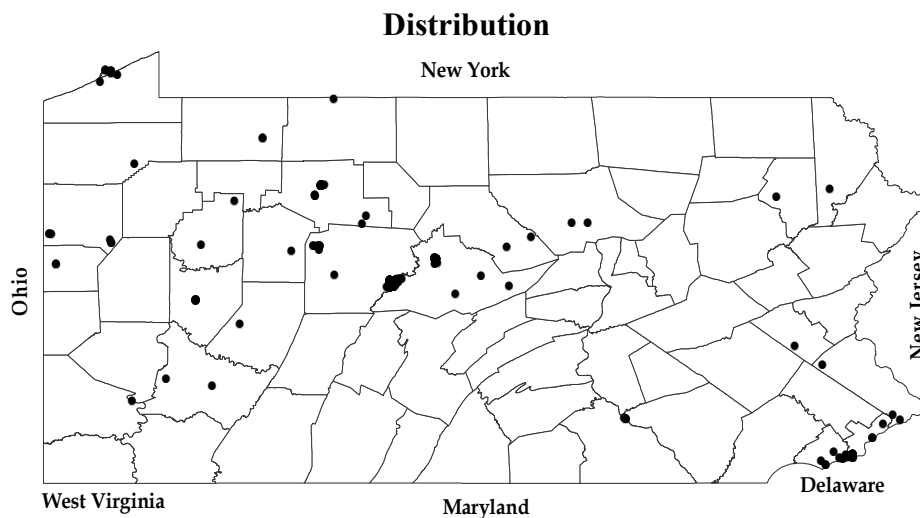 Distribution
New York
Ohio
New Jersey
West Virginia
Maryland
Delaware